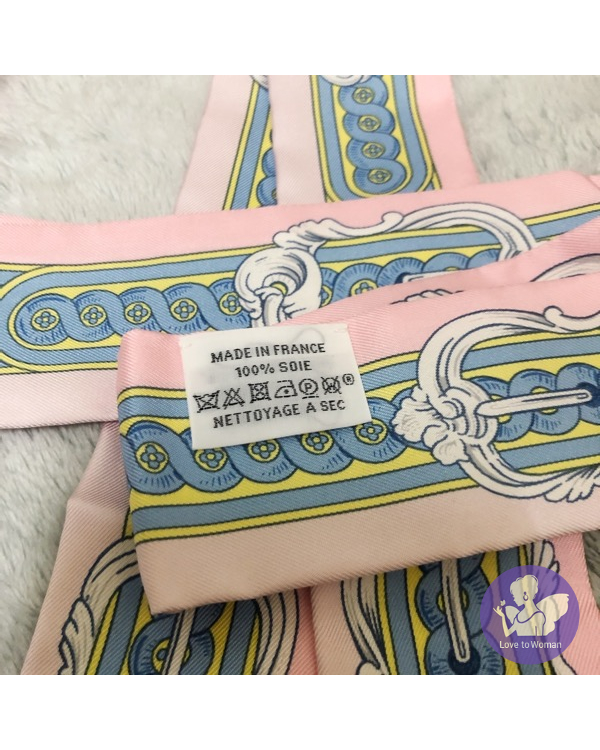 MADE IN FRANCE
100% SOIE
®
NETTOYAGE A SEC
Love to Woman